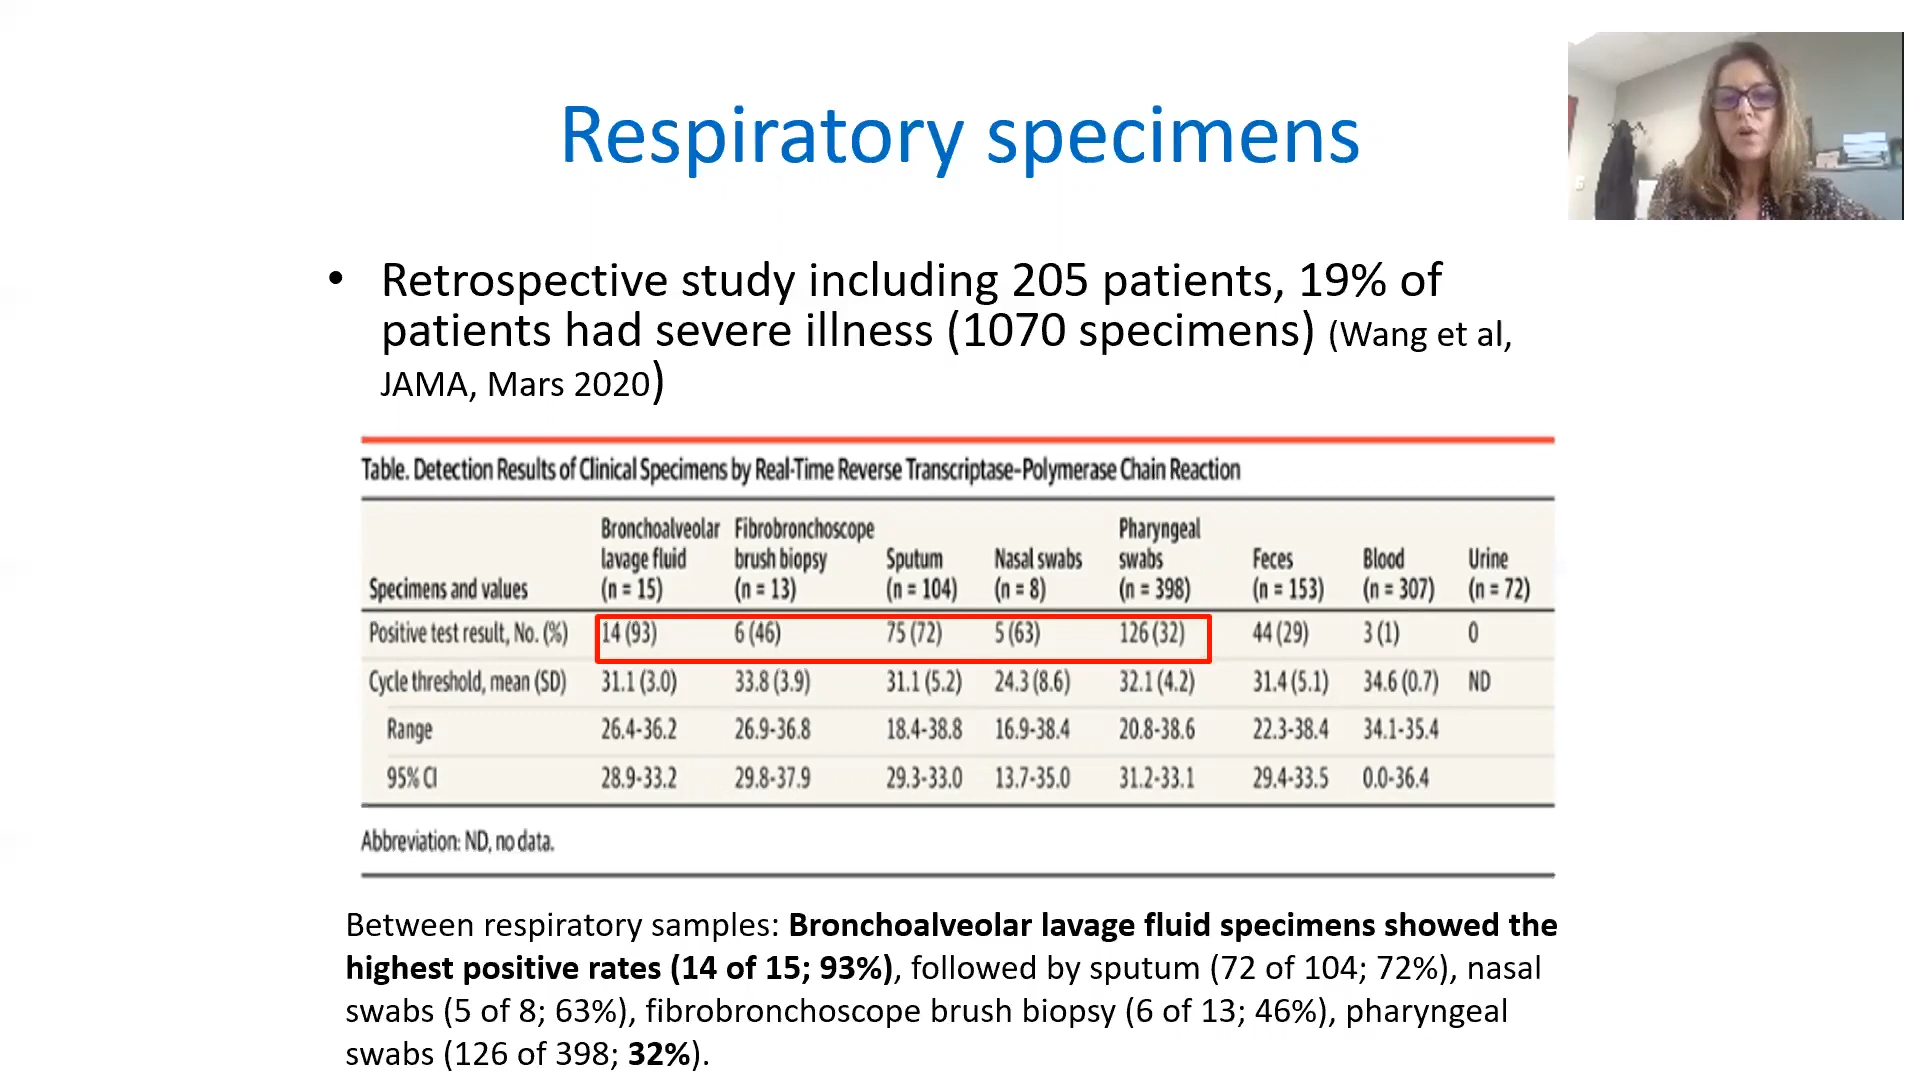 Respiratory specimens
• Retrospective study including 205 patients, 19% of
patients had severe illness (1070 specimens) (Wang et al,
JAMA, Mars 2020)
Table. Detection Results of Clinical Specimens by Real-Time Reverse Transcriptase–Polymerase Chain Reaction
Specimens and values Bronchoalveolar lavage fluid (n = 15) Fibrobronchoscope brush biopsy (n = 13) Sputum (n = 104) Nasal swabs (n = 8) Pharyngeal swabs (n = 398) Feces (n = 153) Blood (n = 307) Urine (n = 72)
Positive test result, No. (%) 14 (93) 6 (46) 75 (72) 5 (63) 126 (32) 44 (29) 3 (1) 0
Cycle threshold, mean (SD) 31.1 (3.0) 33.8 (3.9) 31.1 (5.2) 24.3 (8.6) 32.1 (4.2) 31.4 (5.1) 34.6 (0.7) ND
Range 26.4-36.2 26.9-36.8 18.4-38.8 16.9-38.4 20.8-38.6 22.3-38.4 34.1-35.4
95% CI 28.9-33.2 29.8-37.9 29.3-33.0 13.7-35.0 31.2-33.1 29.4-33.5 0.0-36.4
Abbreviation: ND, no data.
Between respiratory samples: Bronchoalveolar lavage fluid specimens showed the
highest positive rates (14 of 15; 93%), followed by sputum (72 of 104; 72%), nasal
swabs (5 of 8; 63%), fibrobronchoscope brush biopsy (6 of 13; 46%), pharyngeal
swabs (126 of 398; 32%).